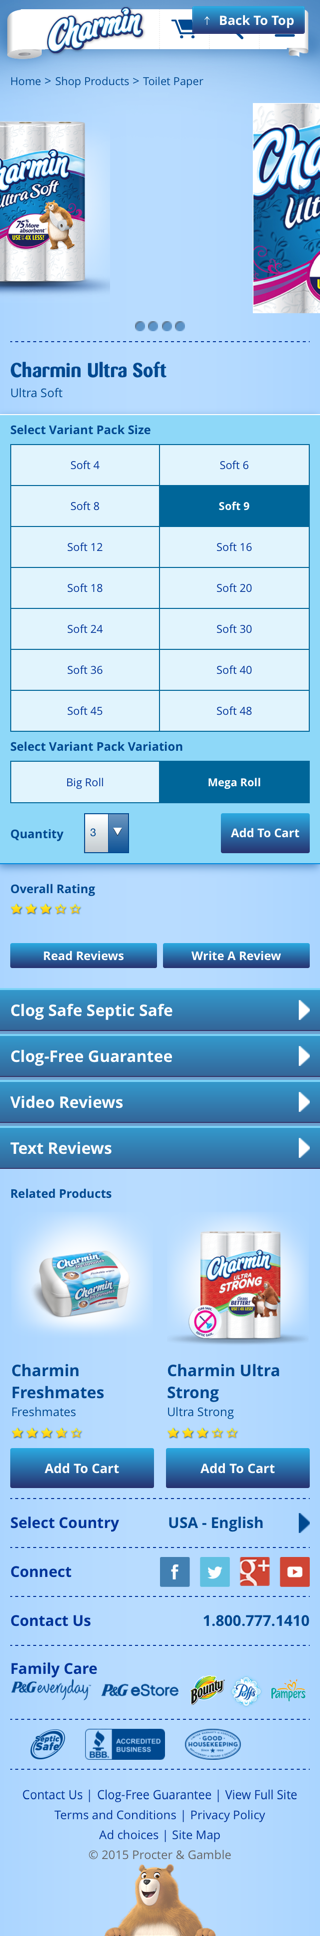 Charmin
↑ Back To Top
Home > Shop Products > Toilet Paper
Charmin
Ultra Soft
75% More
absorbent
USE UP TO 4X LESS!
Cha
Ult
Charmin Ultra Soft
Ultra Soft
Select Variant Pack Size
Soft 4
Soft 6
Soft 8
Soft 9
Soft 12
Soft 16
Soft 18
Soft 20
Soft 24
Soft 30
Soft 36
Soft 40
Soft 45
Soft 48
Select Variant Pack Variation
Big Roll
Mega Roll
Quantity
3
Add To Cart
Overall Rating
Read Reviews
Write A Review
Clog Safe Septic Safe
Clog-Free Guarantee
Video Reviews
Text Reviews
Related Products
Charmin
Charmin
ULTRA
STRONG
Charmin
Freshmates
Freshmates
Charmin Ultra
Strong
Ultra Strong
Add To Cart
Add To Cart
Select Country
USA - English
Connect
f
g+
Contact Us
1.800.777.1410
Family Care
P&G everyday
P&G eStore
Bounty
Puffs
Pampers
Septic
Safe
BBB
ACCREDITED
BUSINESS
GOOD
HOUSEKEEPING
Contact Us | Clog-Free Guarantee | View Full Site
Terms and Conditions | Privacy Policy
Ad choices | Site Map
© 2015 Procter & Gamble